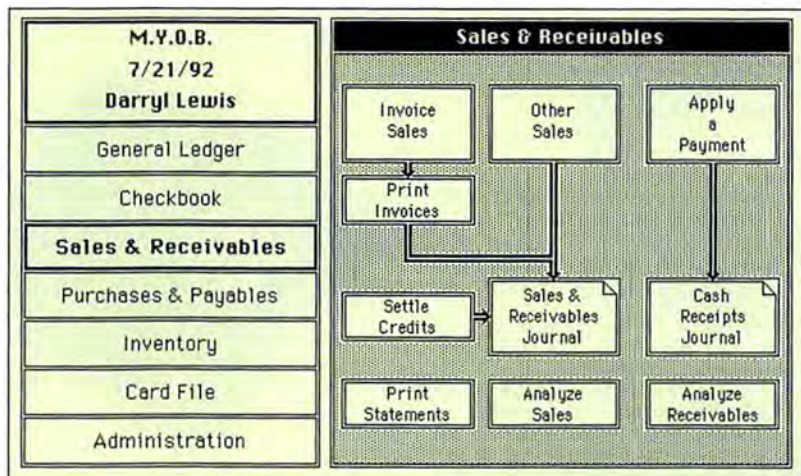 M.Y.O.B.
7/21/92
Darryl Lewis
General Ledger
Checkbook
Sales & Receivables
Purchases & Payables
Inventory
Card File
Administration
Sales & Receivables
Invoice
Sales
Other
Sales
Apply
a
Payment
Print
Invoices
Settle
Credits
Sales &
Receivables
Journal
Cash
Receipts
Journal
Print
Statements
Analyze
Sales
Analyze
Receivables